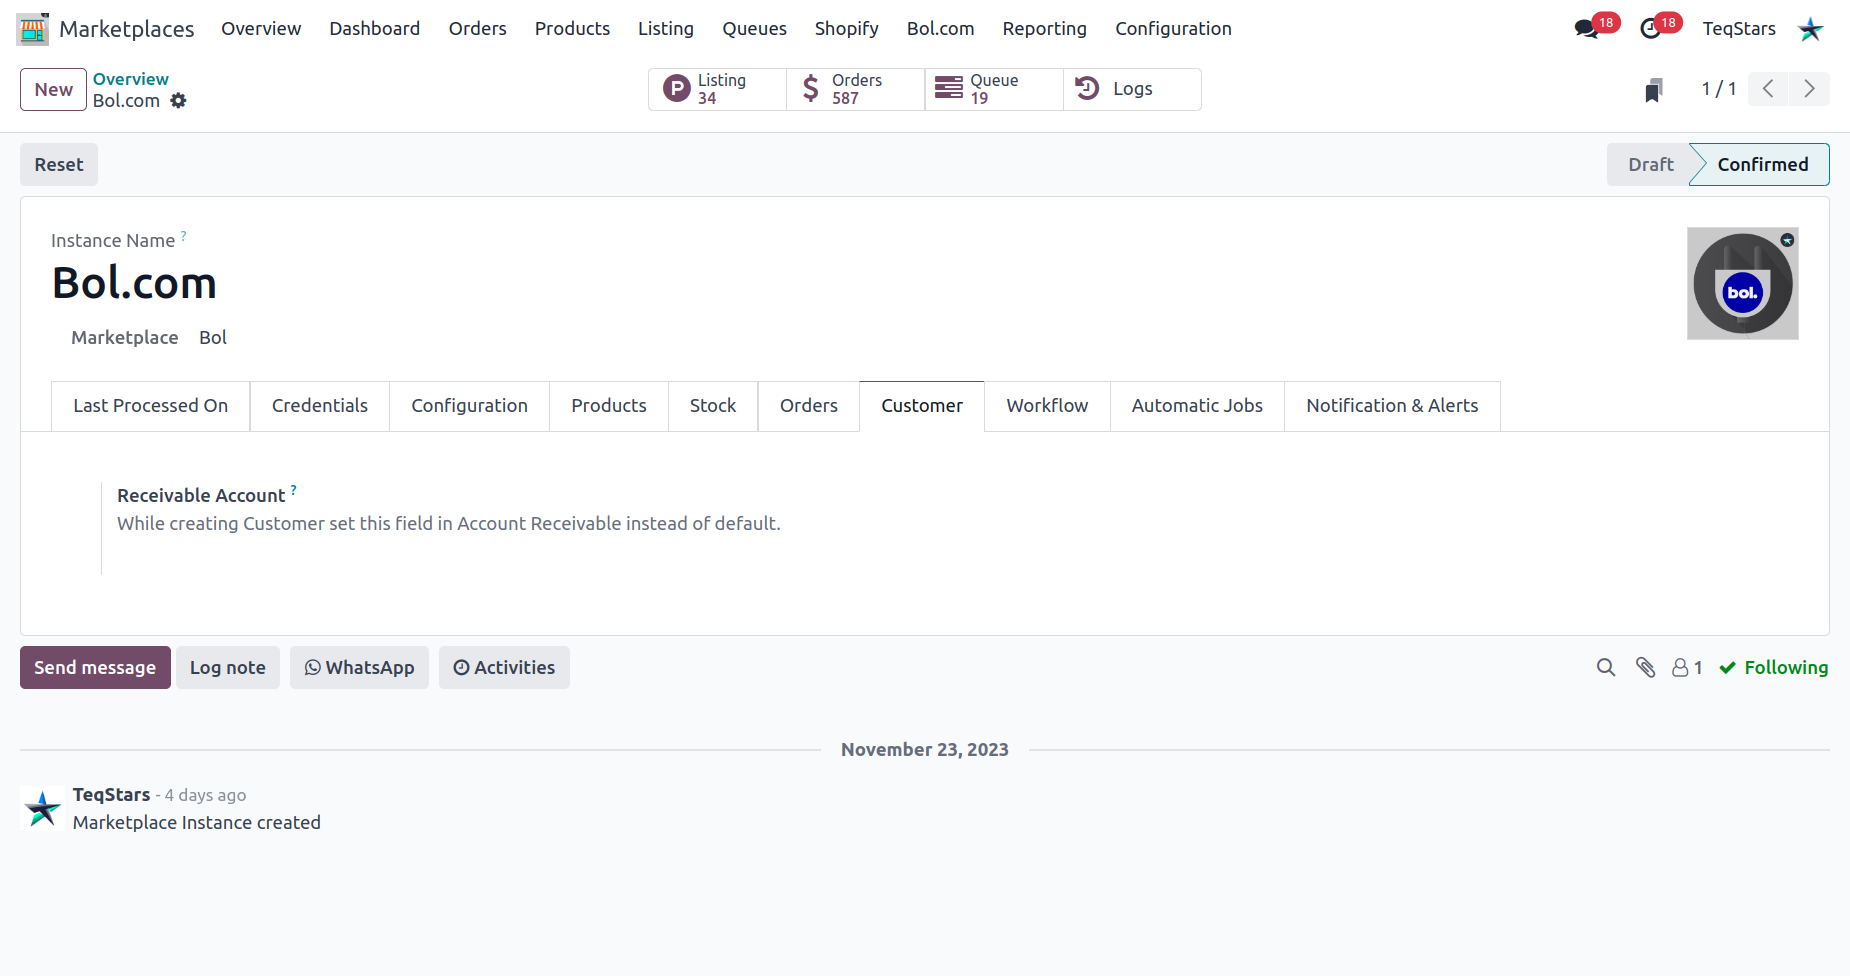 Marketplaces Overview Dashboard Orders Products Listing Queues Shopify Bol.com Reporting Configuration 18 18 TeqStars
New Overview
Bol.com
Listing 34
Orders 587
Queue 19
Logs
1 / 1
Reset Draft Confirmed
Instance Name ?
Bol.com
bol.
Marketplace Bol
Last Processed On Credentials Configuration Products Stock Orders Customer Workflow Automatic Jobs Notification & Alerts
Receivable Account ?
While creating Customer set this field in Account Receivable instead of default.
Send message Log note WhatsApp Activities 1 Following
November 23, 2023
TeqStars - 4 days ago
Marketplace Instance created